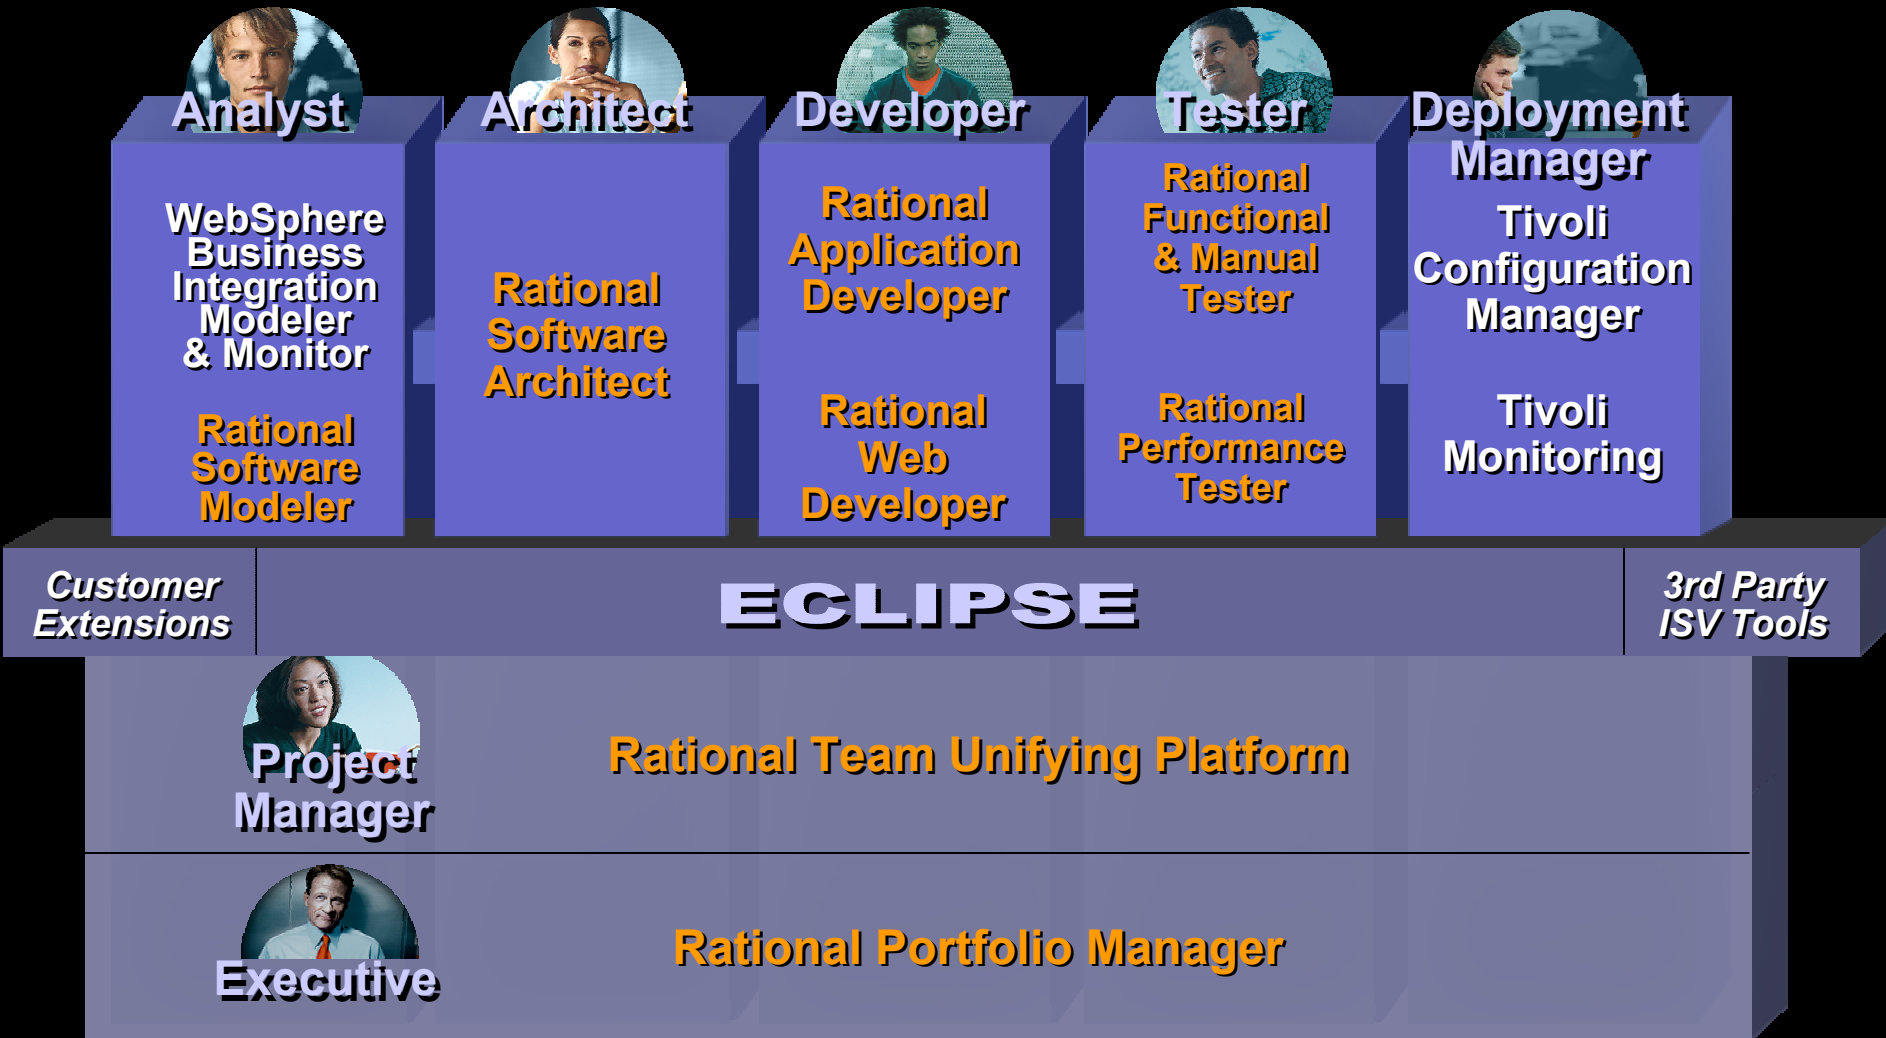 Analyst
WebSphere
Business
Integration
Modeler
& Monitor
Rational
Software
Modeler
Architect
Rational
Software
Architect
Developer
Rational
Application
Developer
Rational
Web
Developer
Tester
Rational
Functional
& Manual
Tester
Rational
Performance
Tester
Deployment
Manager
Tivoli
Configuration
Manager
Tivoli
Monitoring
Customer
Extensions
ECLIPSE
3rd Party
ISV Tools
Project
Manager
Rational Team Unifying Platform
Executive
Rational Portfolio Manager